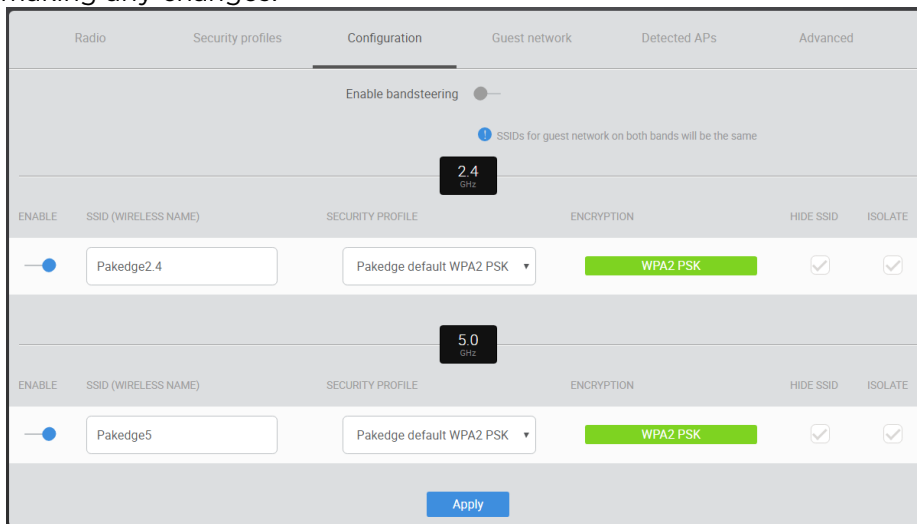 making any changes.
Radio Security profiles Configuration Guest network Detected APs Advanced
Enable bandsteering
! SSIDs for guest network on both bands will be the same
2.4
GHz
ENABLE SSID (WIRELESS NAME) SECURITY PROFILE ENCRYPTION HIDE SSID ISOLATE
Pakedge2.4 Pakedge default WPA2 PSK WPA2 PSK
5.0
GHz
ENABLE SSID (WIRELESS NAME) SECURITY PROFILE ENCRYPTION HIDE SSID ISOLATE
Pakedge5 Pakedge default WPA2 PSK WPA2 PSK
Apply